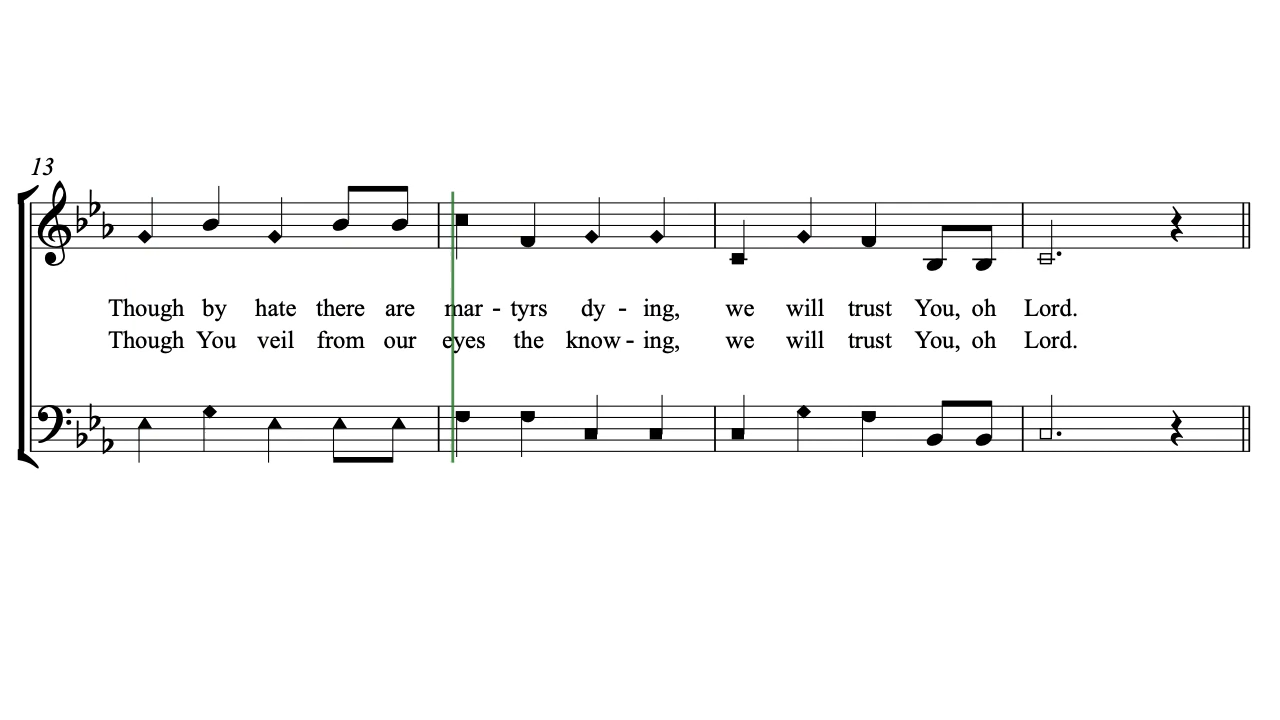 13
Though by hate there are mar - tyrs dy - ing, we will trust You, oh Lord.
Though You veil from our eyes the know - ing, we will trust You, oh Lord.